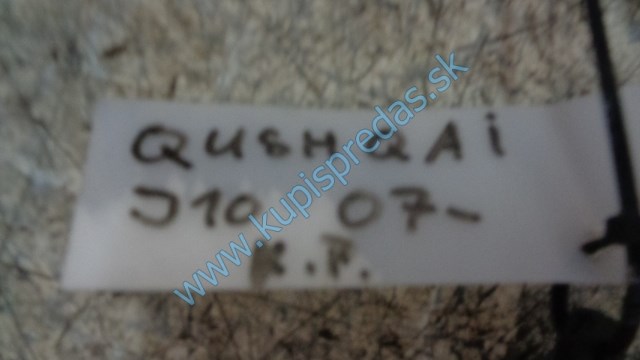 QUSHQAI
J10 07-
R.P.
www.kupispredas.sk